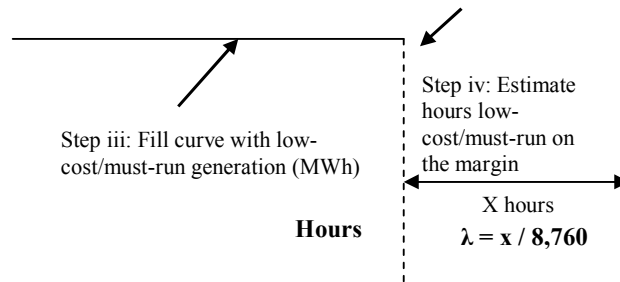 Step iii: Fill curve with low-
cost/must-run generation (MWh)
Step iv: Estimate
hours low-
cost/must-run on
the margin
X hours
Hours
λ = x / 8,760